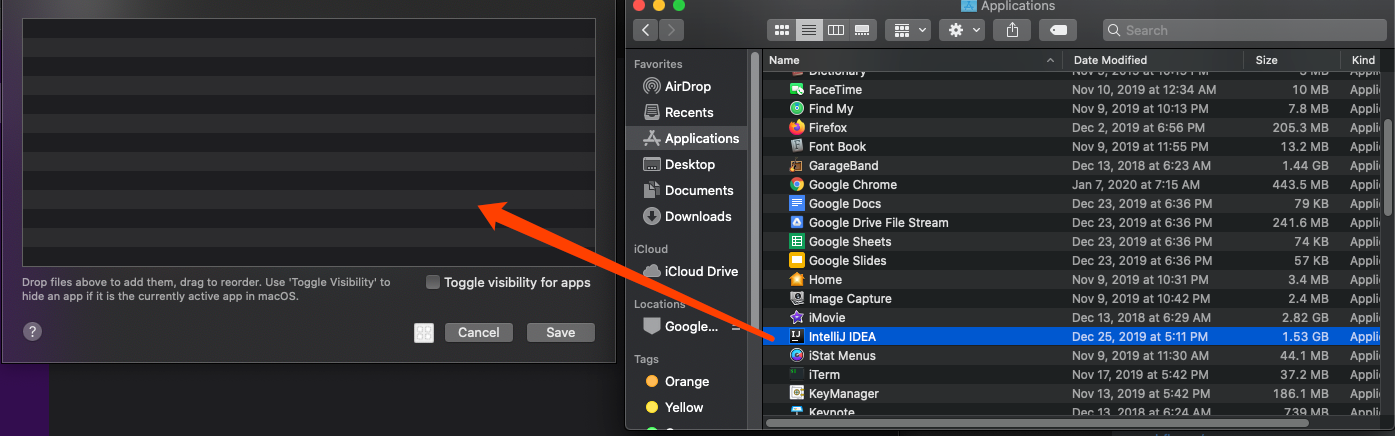 Applications
Search
Drop files above to add them, drag to reorder. Use 'Toggle Visibility' to
hide an app if it is the currently active app in macOS.
Toggle visibility for apps
?
Cancel
Save
Favorites
AirDrop
Recents
Applications
Desktop
Documents
Downloads
iCloud
iCloud Drive
Locations
Google...
Tags
Orange
Yellow
Name Date Modified Size Kind
Dictionary
FaceTime Nov 10, 2019 at 12:34 AM 10 MB Appli
Find My Nov 9, 2019 at 10:13 PM 7.8 MB Appli
Firefox Dec 2, 2019 at 6:56 PM 205.3 MB Appli
Font Book Nov 9, 2019 at 11:55 PM 13.2 MB Appli
GarageBand Dec 13, 2018 at 6:23 AM 1.44 GB Appli
Google Chrome Jan 7, 2020 at 7:15 AM 443.5 MB Appli
Google Docs Dec 23, 2019 at 6:36 PM 79 KB Appli
Google Drive File Stream Dec 23, 2019 at 6:36 PM 241.6 MB Appli
Google Sheets Dec 23, 2019 at 6:36 PM 74 KB Appli
Google Slides Dec 23, 2019 at 6:36 PM 57 KB Appli
Home Nov 9, 2019 at 10:31 PM 3.4 MB Appli
Image Capture Nov 9, 2019 at 10:42 PM 2.4 MB Appli
iMovie Dec 13, 2018 at 6:29 AM 2.82 GB Appli
IJ IntelliJ IDEA Dec 25, 2019 at 5:11 PM 1.53 GB Appli
iStat Menus Nov 9, 2019 at 11:30 AM 44.1 MB Appli
iTerm Nov 17, 2019 at 5:42 PM 37.2 MB Appli
KeyManager Nov 17, 2019 at 5:42 PM 186.1 MB Appli
Keynote Dec 13, 2018 at 6:24 AM 739 MB Appli